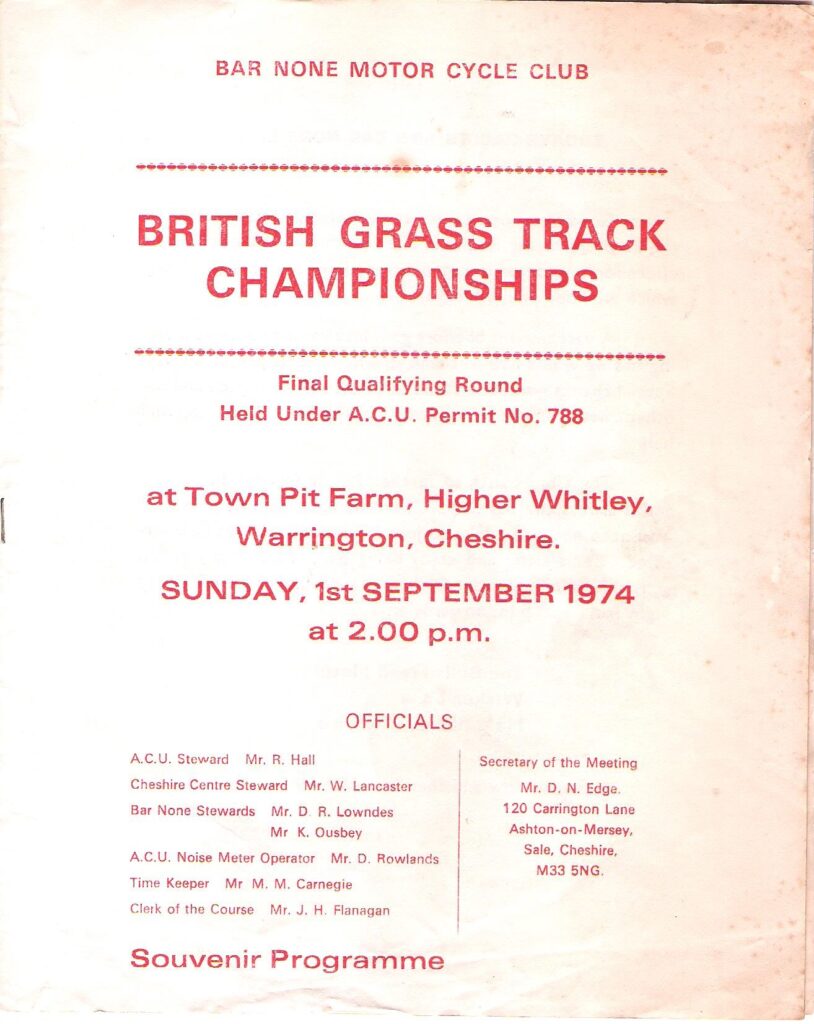 BAR NONE MOTOR CYCLE CLUB
BRITISH GRASS TRACK
CHAMPIONSHIPS
Final Qualifying Round
Held Under A.C.U. Permit No. 788
at Town Pit Farm, Higher Whitley,
Warrington, Cheshire.
SUNDAY, 1st SEPTEMBER 1974
at 2.00 p.m.
OFFICIALS
A.C.U. Steward Mr. R. Hall
Cheshire Centre Steward Mr. W. Lancaster
Bar None Stewards Mr. D. R. Lowndes
Mr K. Ousbey
A.C.U. Noise Meter Operator Mr. D. Rowlands
Time Keeper Mr M. M. Carnegie
Clerk of the Course Mr. J. H. Flanagan
Secretary of the Meeting
Mr. D. N. Edge.
120 Carrington Lane
Ashton-on-Mersey,
Sale, Cheshire,
M33 5NG.
Souvenir Programme